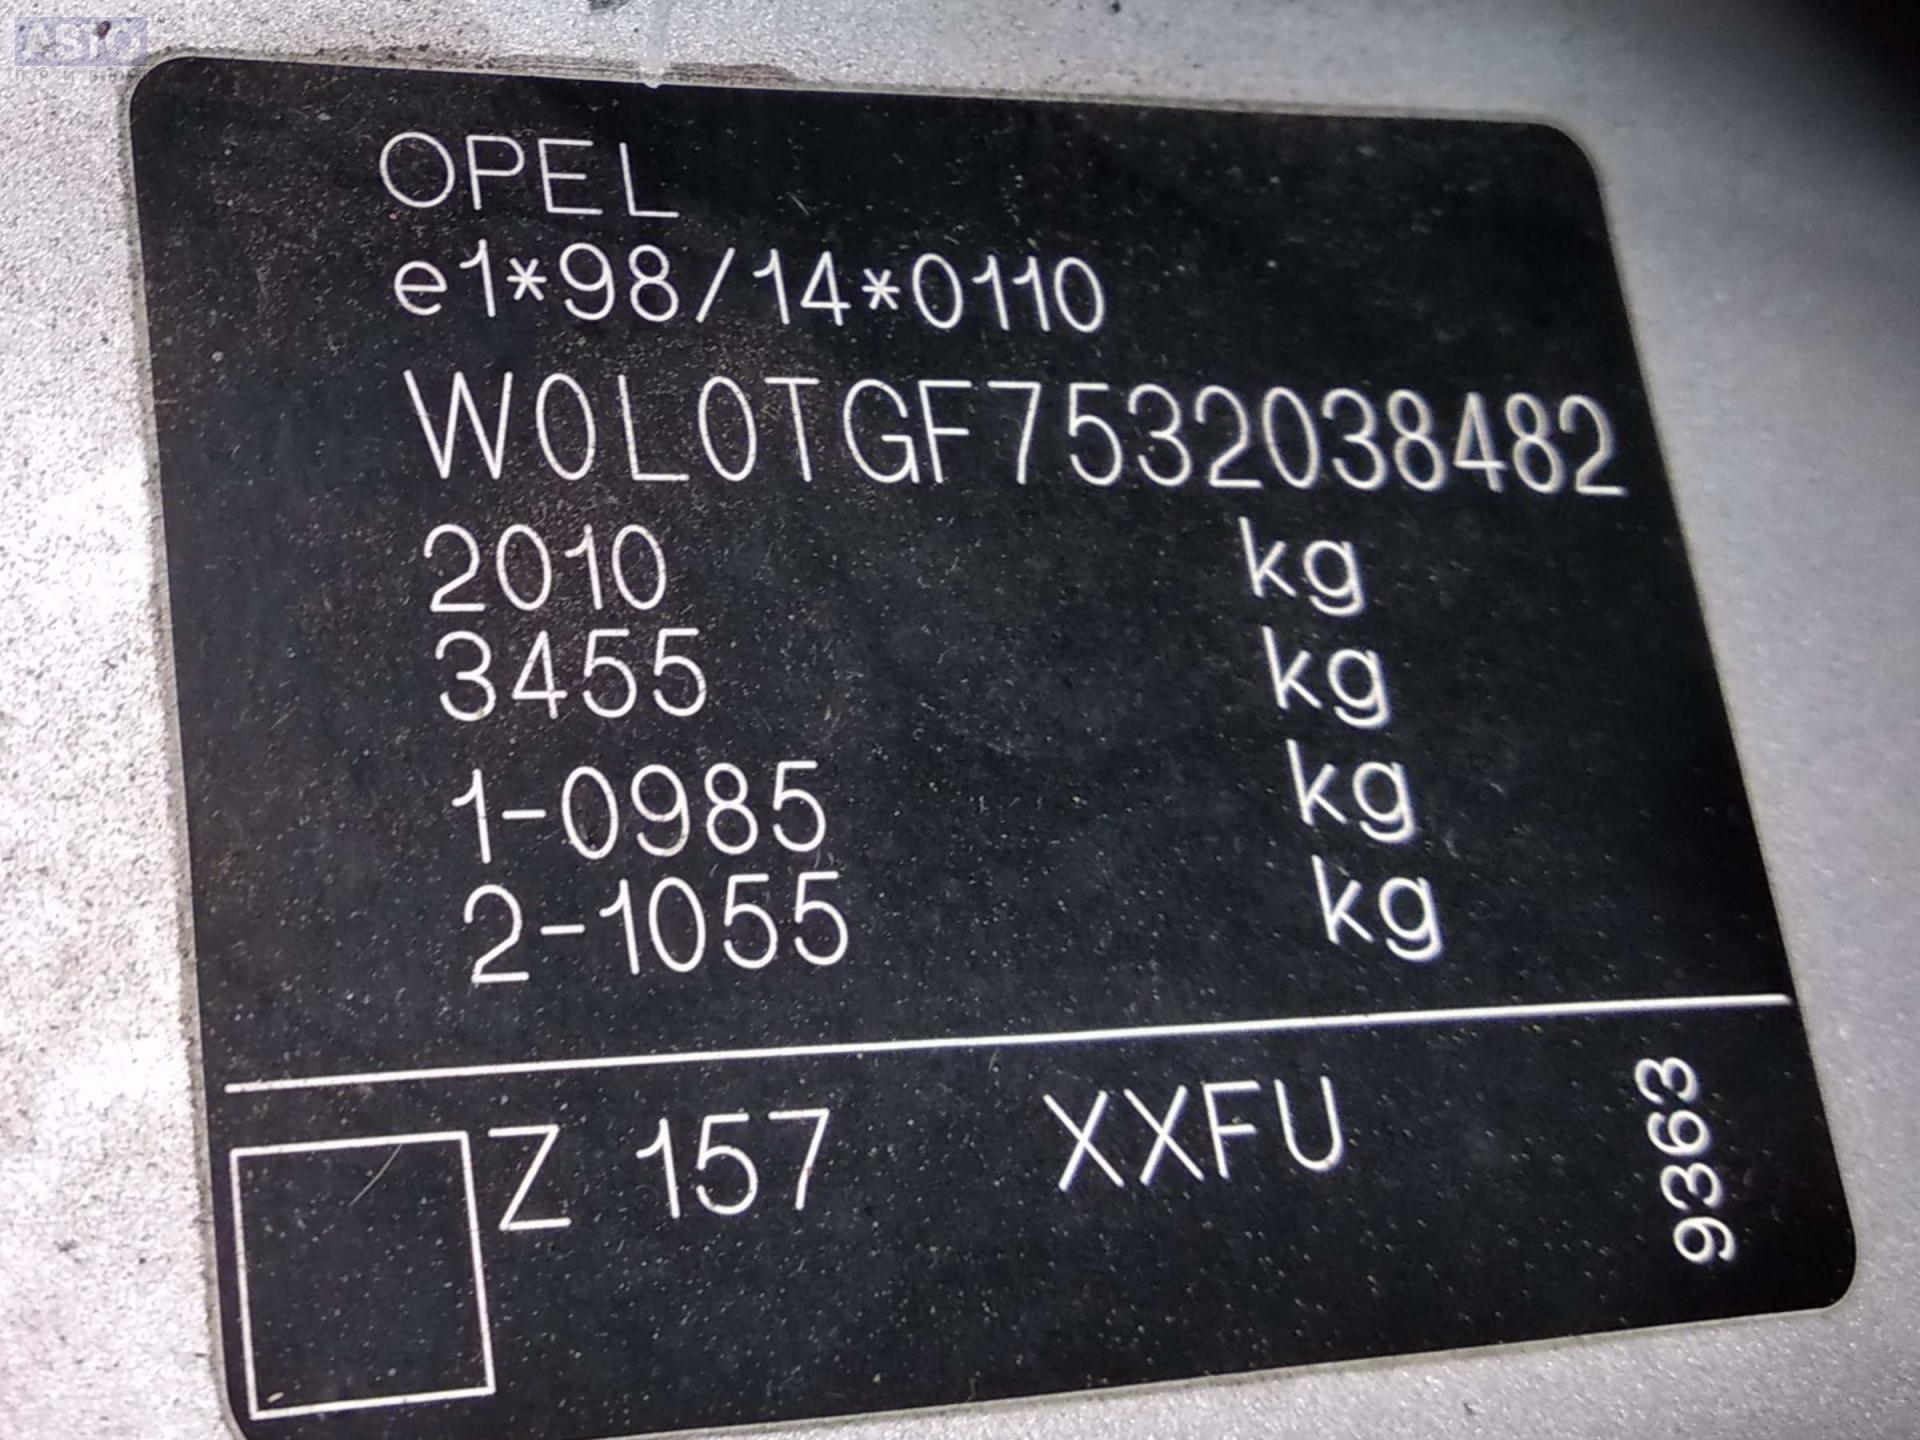 ASTO
OPEL
e1*98/14*0110
W0L0TGF7532038482
2010 kg
3455 kg
1-0985 kg
2-1055 kg
Z 157 XXFU
9363